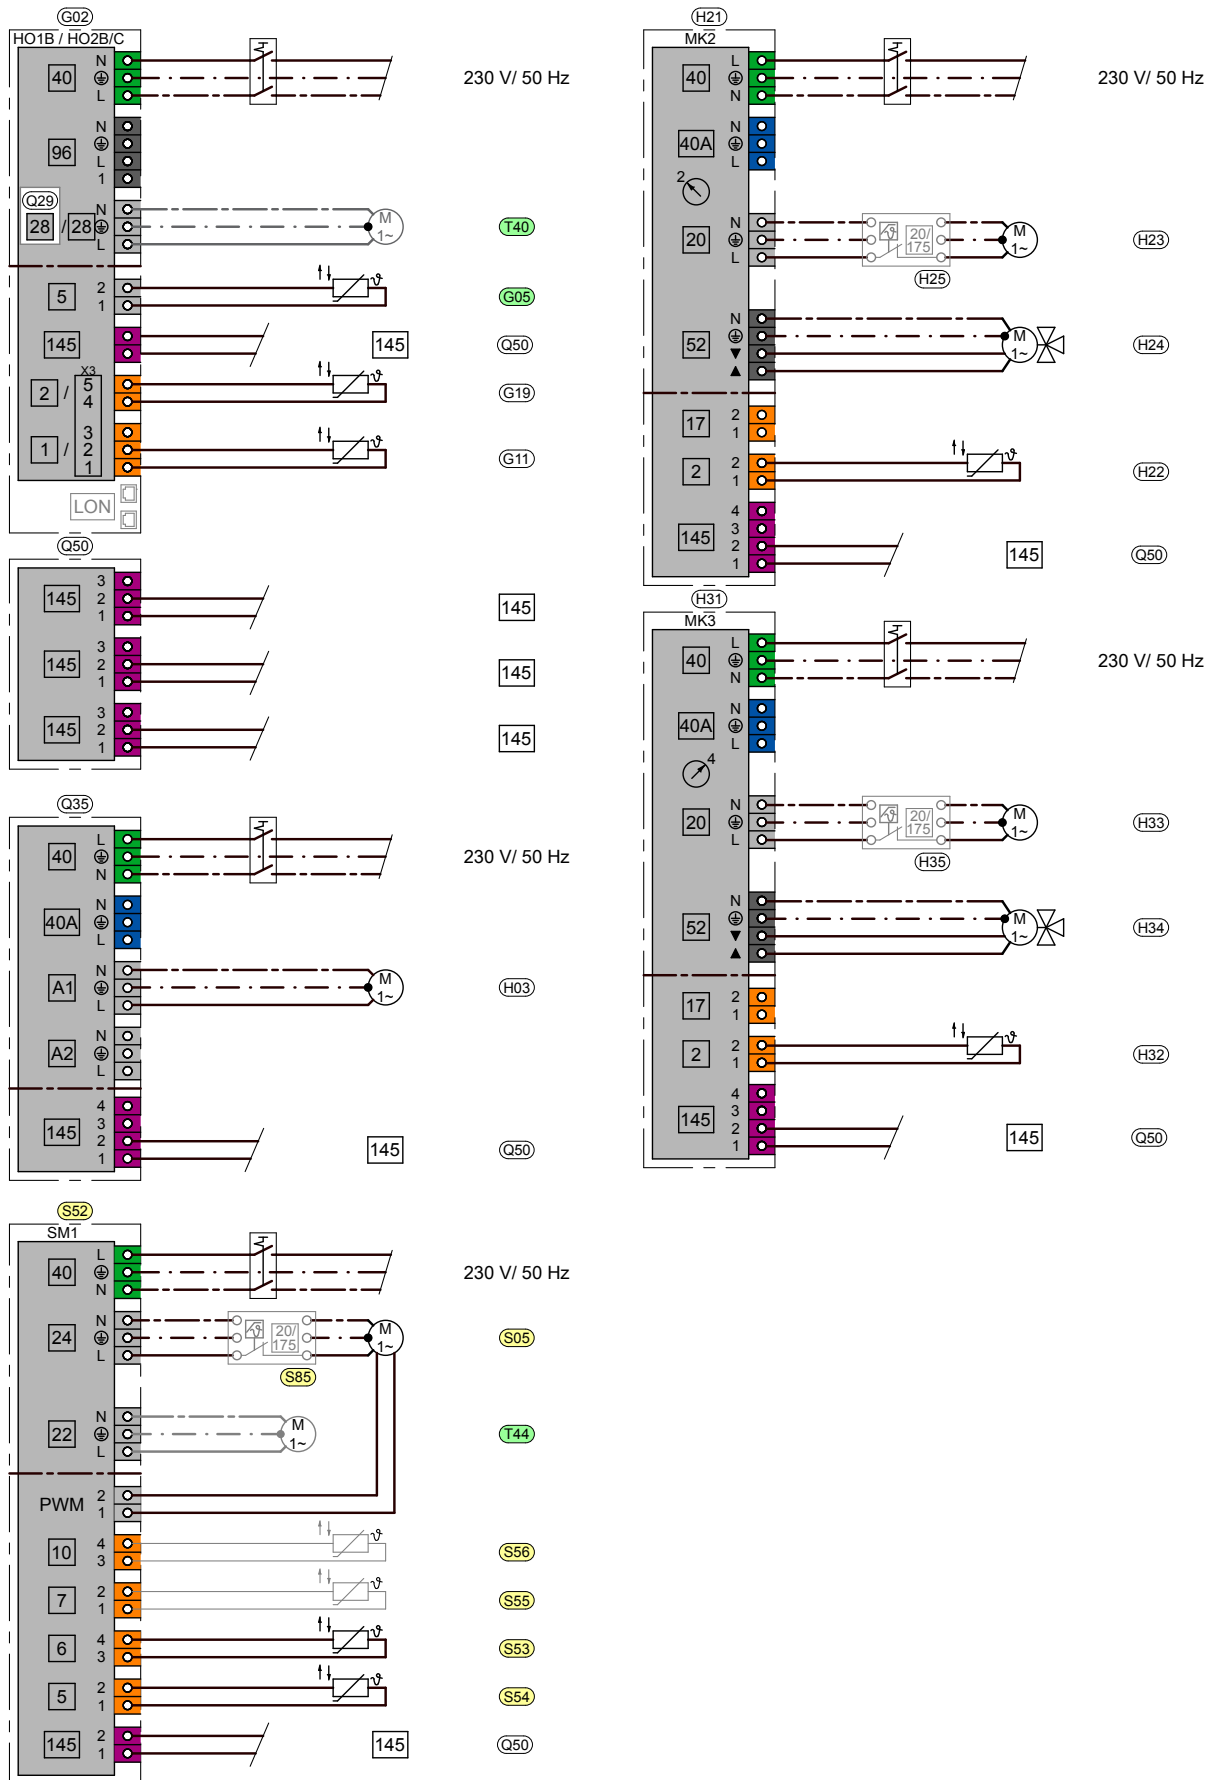 G02
HO1B / HO2B/C
N
40
L
230 V/ 50 Hz
N
96
L
1
Q29
28 / 28
N
L
M
1~
T40
5
2
1
ϑ
G05
145
145
Q50
X3
2 /
5
4
ϑ
G19
1 /
3
2
1
ϑ
G11
LON
Q50
145
3
2
1
145
145
3
2
1
145
145
3
2
1
145
Q35
40
L
N
230 V/ 50 Hz
40A
N
L
A1
N
L
M
1~
H03
A2
N
L
145
4
3
2
1
145
Q50
S52
SM1
40
L
N
230 V/ 50 Hz
24
N
L
ϑ
20/
175
M
1~
S05
S85
22
N
L
M
1~
T44
PWM
2
1
10
4
3
ϑ
S56
7
2
1
ϑ
S55
6
4
3
ϑ
S53
5
2
1
ϑ
S54
145
2
1
145
Q50
H21
MK2
40
L
N
230 V/ 50 Hz
40A
N
L
2
20
N
L
ϑ
20/
175
M
1~
H23
H25
52
N
▼
▲
M
1~
H24
17
2
1
2
2
1
ϑ
H22
145
4
3
2
1
145
Q50
H31
MK3
40
L
N
230 V/ 50 Hz
40A
N
L
4
20
N
L
ϑ
20/
175
M
1~
H33
H35
52
N
▼
▲
M
1~
H34
17
2
1
2
2
1
ϑ
H32
145
4
3
2
1
145
Q50